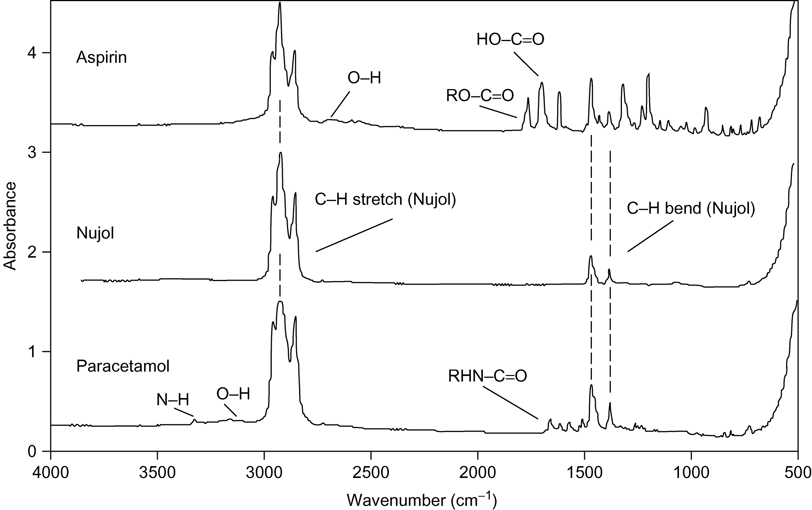 HO–C=O
Aspirin
O–H
RO–C=O
C–H stretch (Nujol)
C–H bend (Nujol)
Nujol
Paracetamol
RHN–C=O
N–H
O–H
Absorbance
4
3
2
1
0
4000 3500 3000 2500 2000 1500 1000 500
Wavenumber (cm⁻¹)